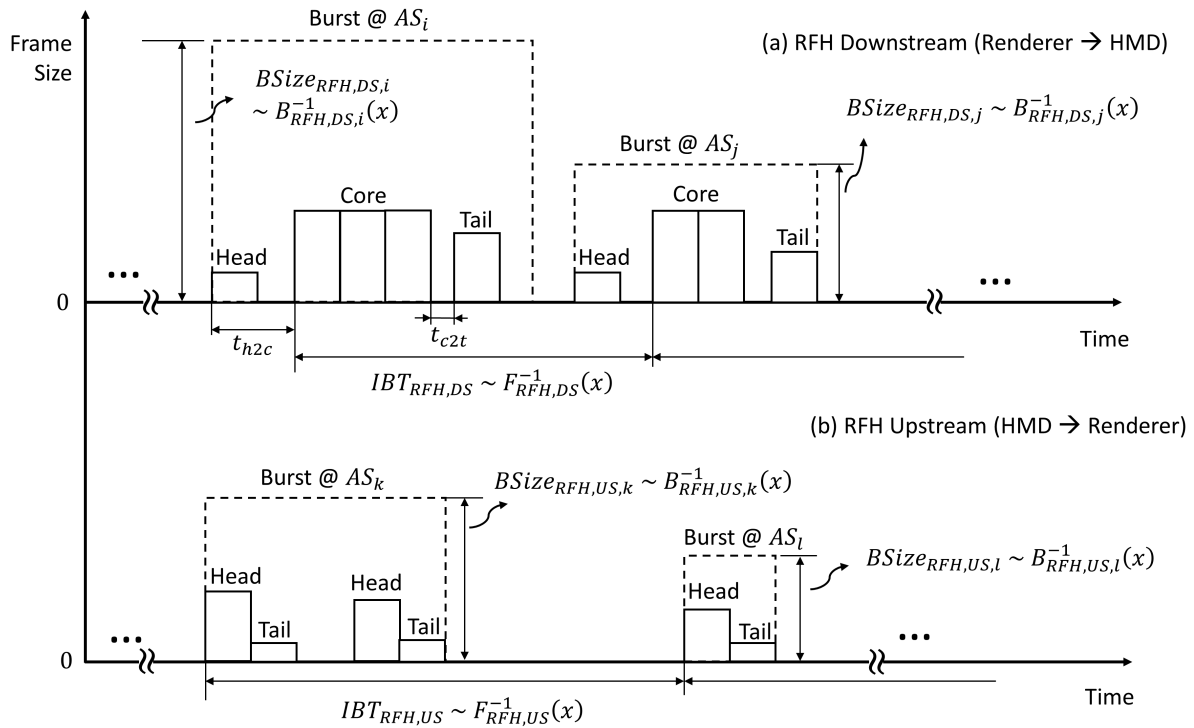 Frame
Size
Burst @ AS_i
(a) RFH Downstream (Renderer → HMD)
BSize_{RFH,DS,i}
~ B^{-1}_{RFH,DS,i}(x)
BSize_{RFH,DS,j} ~ B^{-1}_{RFH,DS,j}(x)
Burst @ AS_j
Core
Core
Tail
Tail
Head
Head
...
...
0
t_{h2c}
t_{c2t}
Time
IBT_{RFH,DS} ~ F^{-1}_{RFH,DS}(x)
(b) RFH Upstream (HMD → Renderer)
Burst @ AS_k
BSize_{RFH,US,k} ~ B^{-1}_{RFH,US,k}(x)
Burst @ AS_l
BSize_{RFH,US,l} ~ B^{-1}_{RFH,US,l}(x)
Head
Head
Head
Tail
Tail
Tail
...
...
0
Time
IBT_{RFH,US} ~ F^{-1}_{RFH,US}(x)